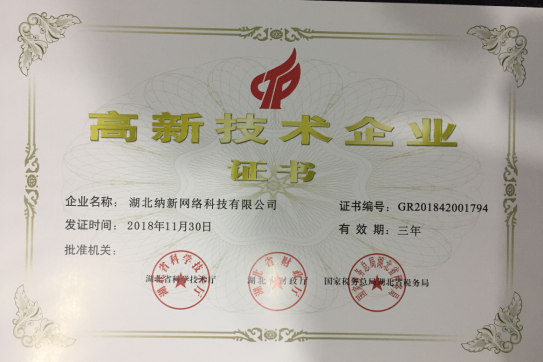 高新技术企业
证书
企业名称： 湖北纳新网络科技有限公司 证书编号：GR201842001794
发证时间：2018年11月30日 有 效 期：三年
批准机关：
湖北省科学技术厅 湖北省财政厅 国家税务总局湖北省税务局